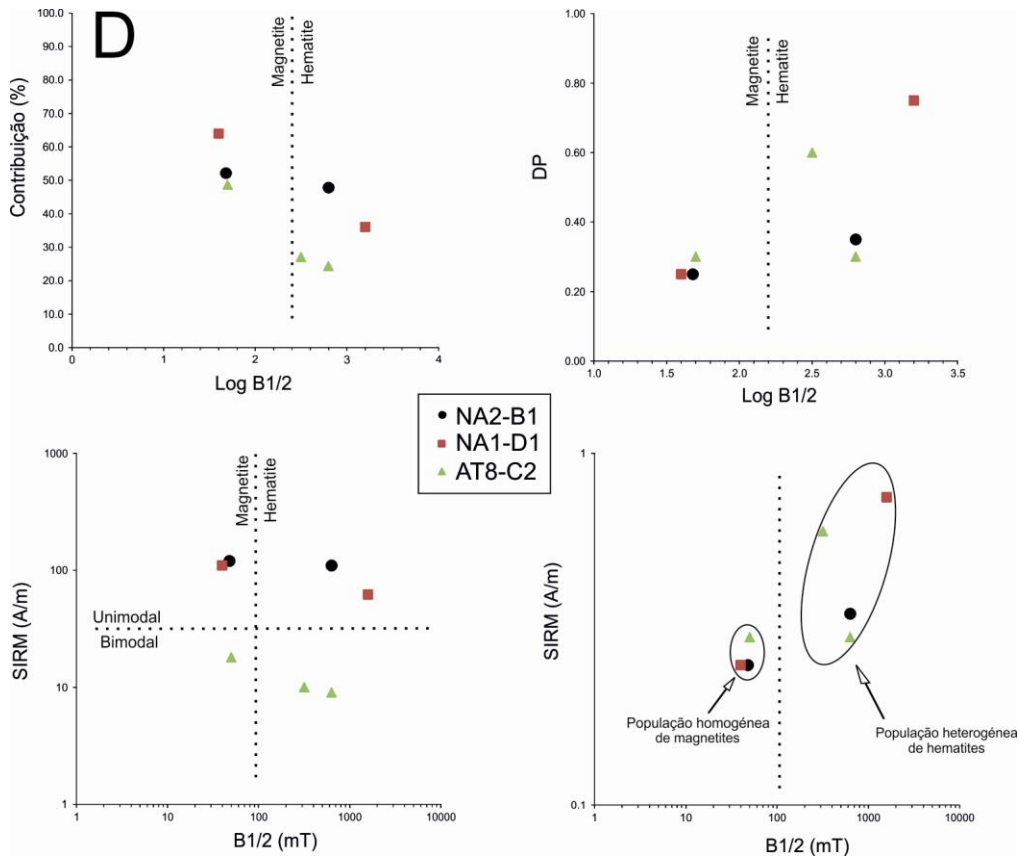 D
Contribuição (%)
100.0
90.0
80.0
70.0
60.0
50.0
40.0
30.0
20.0
10.0
0.0
0
1
2
3
4
Log B1/2
Magnetite
Hematite
DP
1.00
0.80
0.60
0.40
0.20
0.00
1.0
1.5
2.0
2.5
3.0
3.5
Log B1/2
Magnetite
Hematite
NA2-B1
NA1-D1
AT8-C2
SIRM (A/m)
1000
100
10
1
1
10
100
1000
10000
B1/2 (mT)
Magnetite
Hematite
Unimodal
Bimodal
SIRM (A/m)
1
0.1
1
10
100
1000
10000
B1/2 (mT)
População homogénea
de magnetites
População heterogénea
de hematites